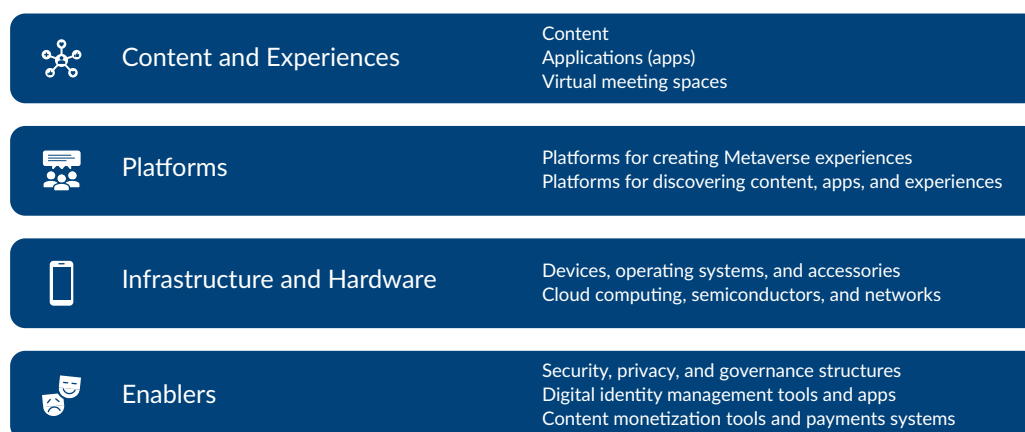 Content and Experiences
Content
Applications (apps)
Virtual meeting spaces
Platforms
Platforms for creating Metaverse experiences
Platforms for discovering content, apps, and experiences
Infrastructure and Hardware
Devices, operating systems, and accessories
Cloud computing, semiconductors, and networks
Enablers
Security, privacy, and governance structures
Digital identity management tools and apps
Content monetization tools and payments systems